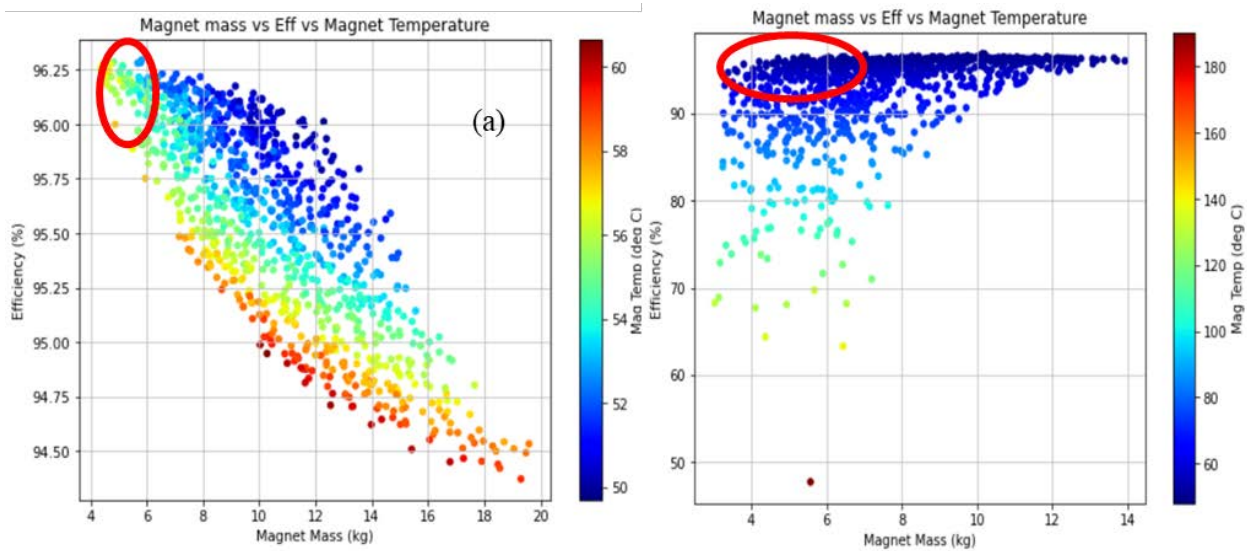 Magnet mass vs Eff vs Magnet Temperature
(a)
Efficiency (%)
96.25
96.00
95.75
95.50
95.25
95.00
94.75
94.50
4 6 8 10 12 14 16 18 20
Magnet Mass (kg)
60
58
56
54
52
50
Mag Temp (deg C)
Magnet mass vs Eff vs Magnet Temperature
Efficiency (%)
90
80
70
60
50
4 6 8 10 12 14
Magnet Mass (kg)
180
160
140
120
100
80
60
Mag Temp (deg C)